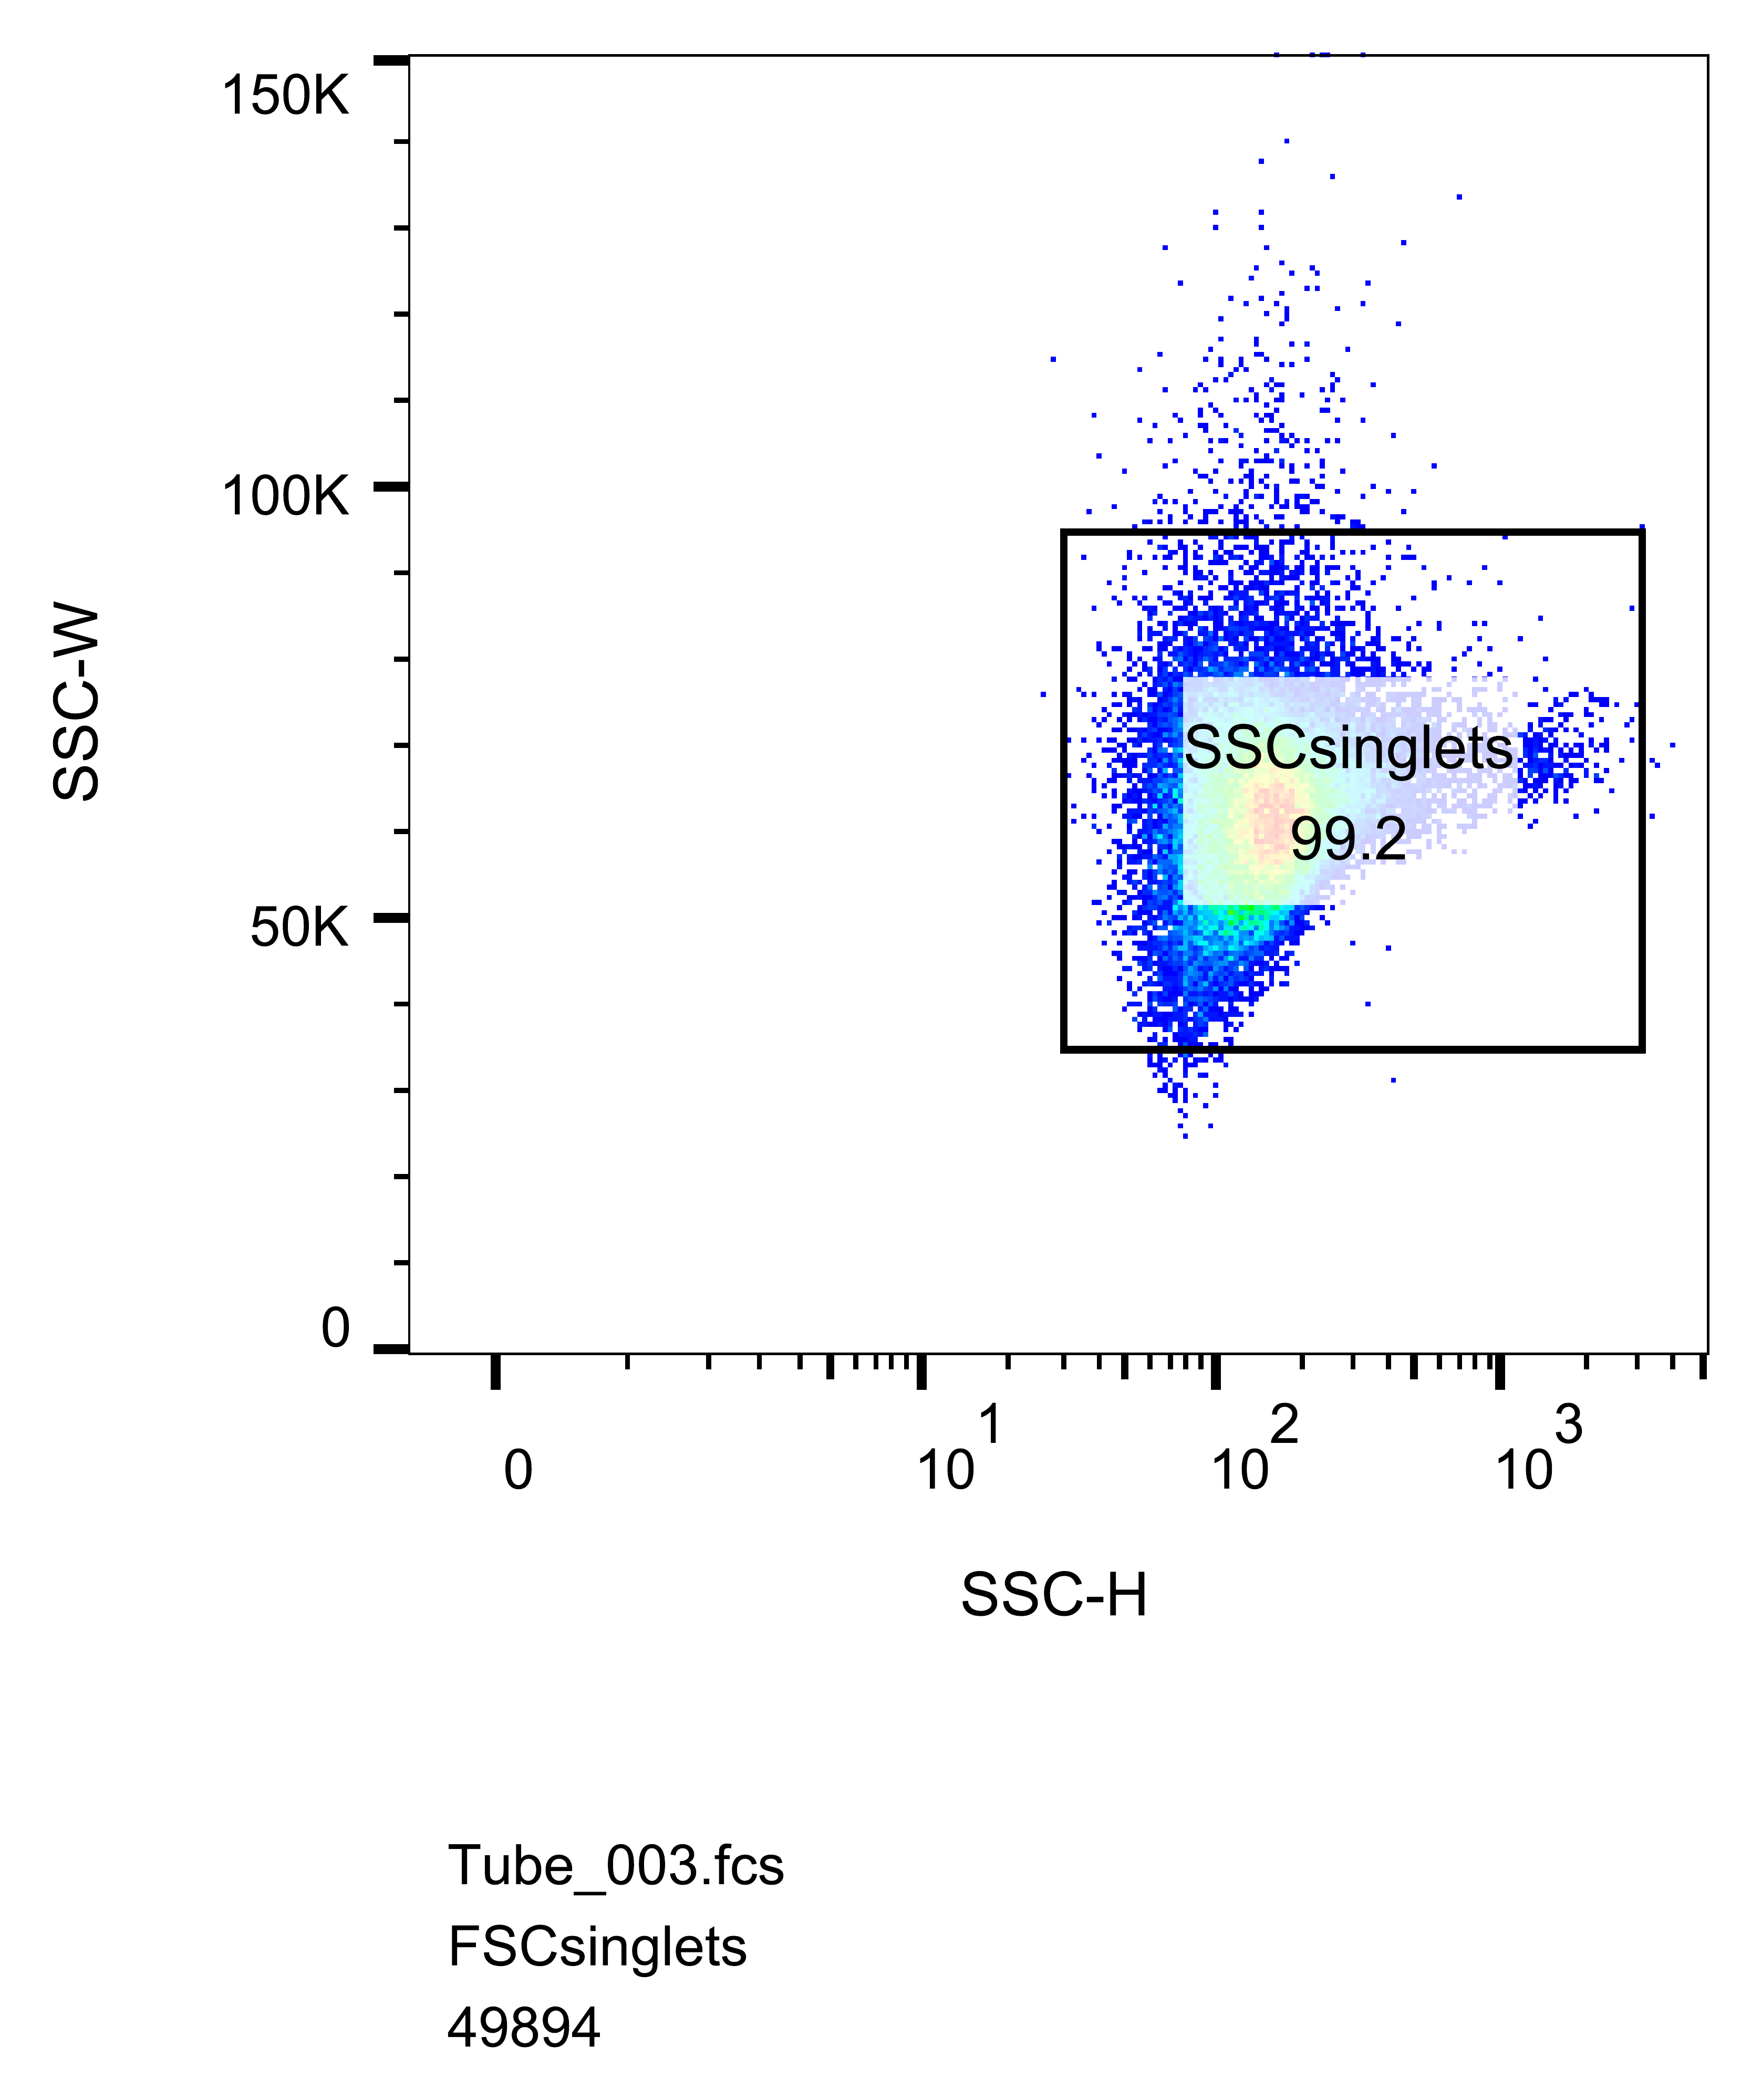 150K
100K
50K
0
SSC-W
SSCsinglets
99.2
0
10^1
10^2
10^3
SSC-H
Tube_003.fcs
FSCsinglets
49894